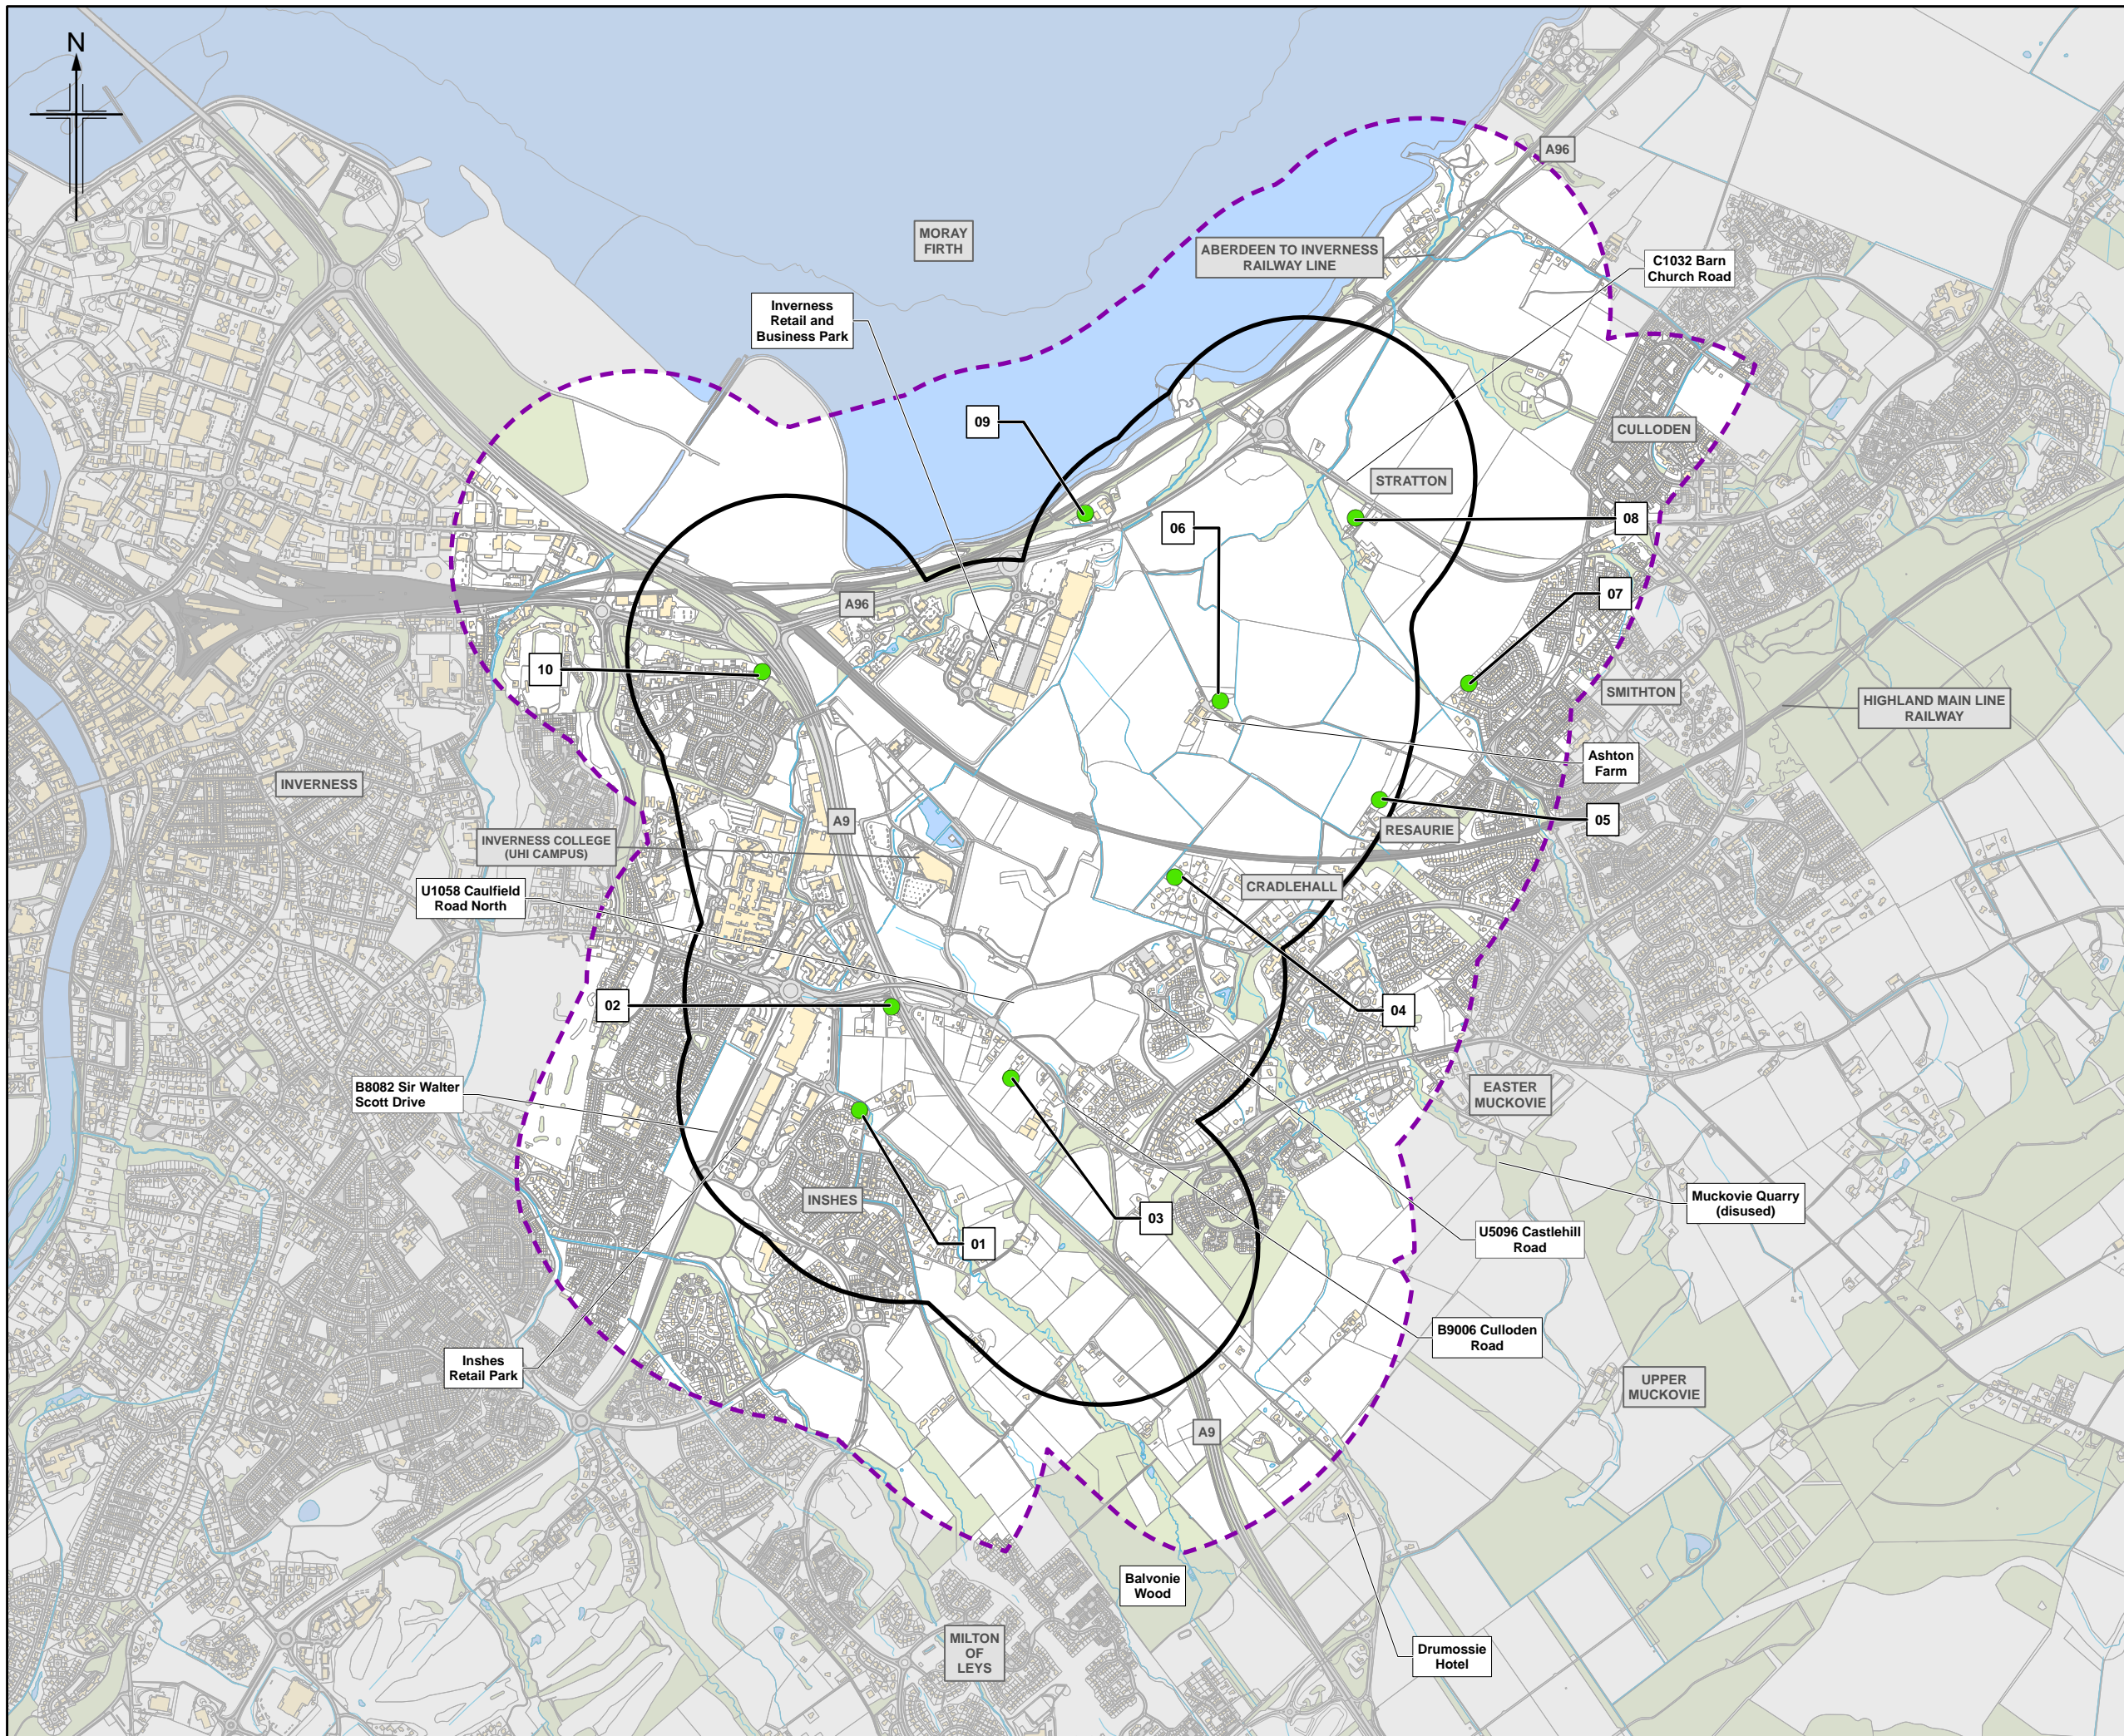 N
A96
MORAY
FIRTH
ABERDEEN TO INVERNESS
RAILWAY LINE
C1032 Barn
Church Road
Inverness
Retail and
Business Park
09
CULLODEN
STRATTON
06
08
A96
07
10
SMITHTON
HIGHLAND MAIN LINE
RAILWAY
Ashton
Farm
INVERNESS
A9
05
RESAURIE
INVERNESS COLLEGE
(UHI CAMPUS)
CRADLEHALL
U1058 Caulfield
Road North
02
04
B8082 Sir Walter
Scott Drive
EASTER
MUCKOVIE
INSHES
Muckovie Quarry
(disused)
03
01
U5096 Castlehill
Road
B9006 Culloden
Road
Inshes
Retail Park
UPPER
MUCKOVIE
A9
Balvonie
Wood
MILTON
OF
LEYS
Drumossie
Hotel